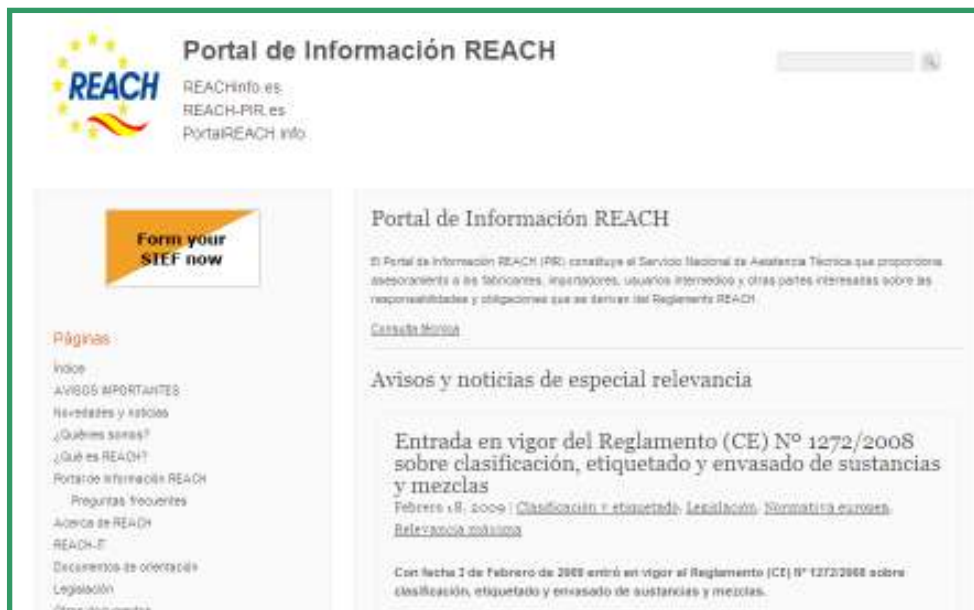 REACH
Portal de Información REACH
REACHinfo.es
REACH-PIR.es
PortalREACH.info
Form your
STEF now
Páginas
Índice
AVISOS IMPORTANTES
Novedades y noticias
¿Quiénes somos?
¿Qué es REACH?
Portal de Información REACH
Preguntas frecuentes
Acerca de REACH
REACH-IT
Documentos de orientación
Legislación
Portal de Información REACH
El Portal de Información REACH (PIR) constituye el Servicio Nacional de Asistencia Técnica que proporciona
asesoramiento a los fabricantes, importadores, usuarios intermedios y otras partes interesadas sobre las
responsabilidades y obligaciones que se derivan del Reglamento REACH.
Consulta técnica
Avisos y noticias de especial relevancia
Entrada en vigor del Reglamento (CE) Nº 1272/2008
sobre clasificación, etiquetado y envasado de sustancias
y mezclas
Febrero 18, 2009 | Clasificación y etiquetado, Legislación, Normativa europea,
Relevancia máxima
Con fecha de Febrero de entró en vigor el Reglamento (CE) Nº 1272/2008 sobre
clasificación, etiquetado y envasado de sustancias y mezclas.